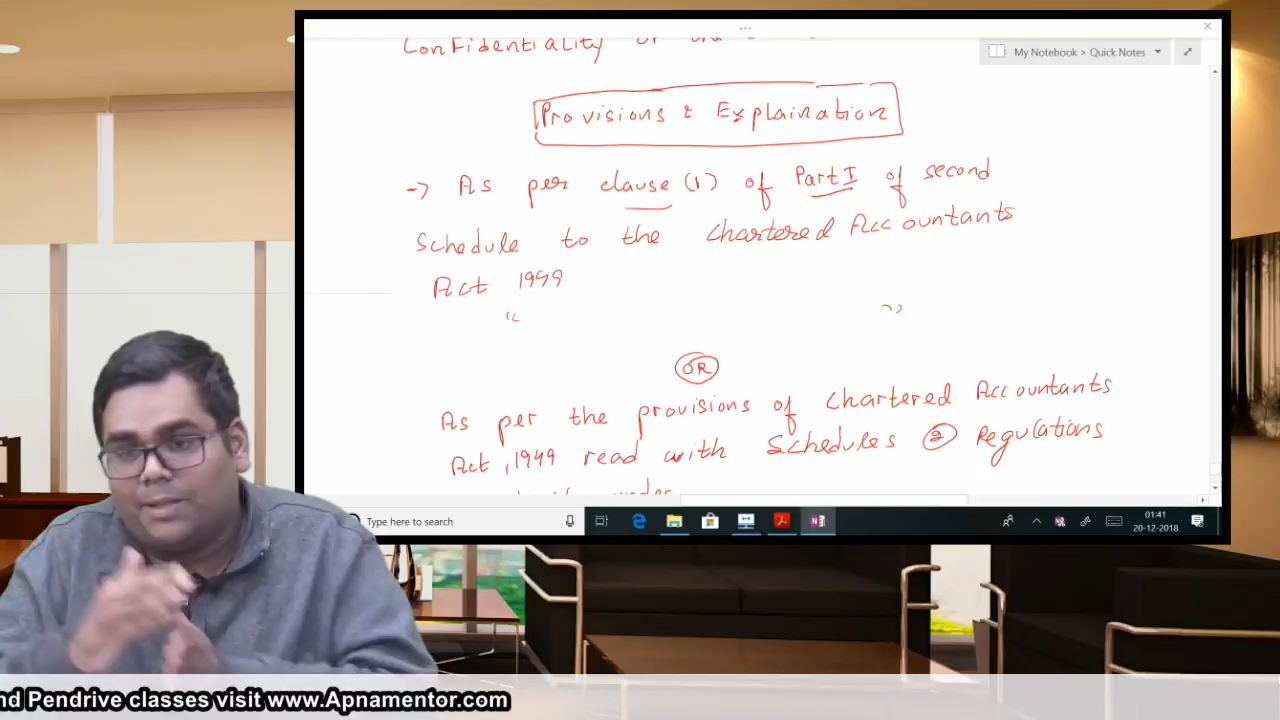 Confidentiality
My Notebook > Quick Notes
Provisions & Explaination
-> As per clause (1) of Part I of second
Schedule to the Chartered Accountants
Act 1949
“ ”
OR
As per the provisions of Chartered Accountants
Act, 1949 read with Schedules & Regulations
under
Type here to search
01:41
20-12-2018
nd Pendrive classes visit www.Apnamentor.com